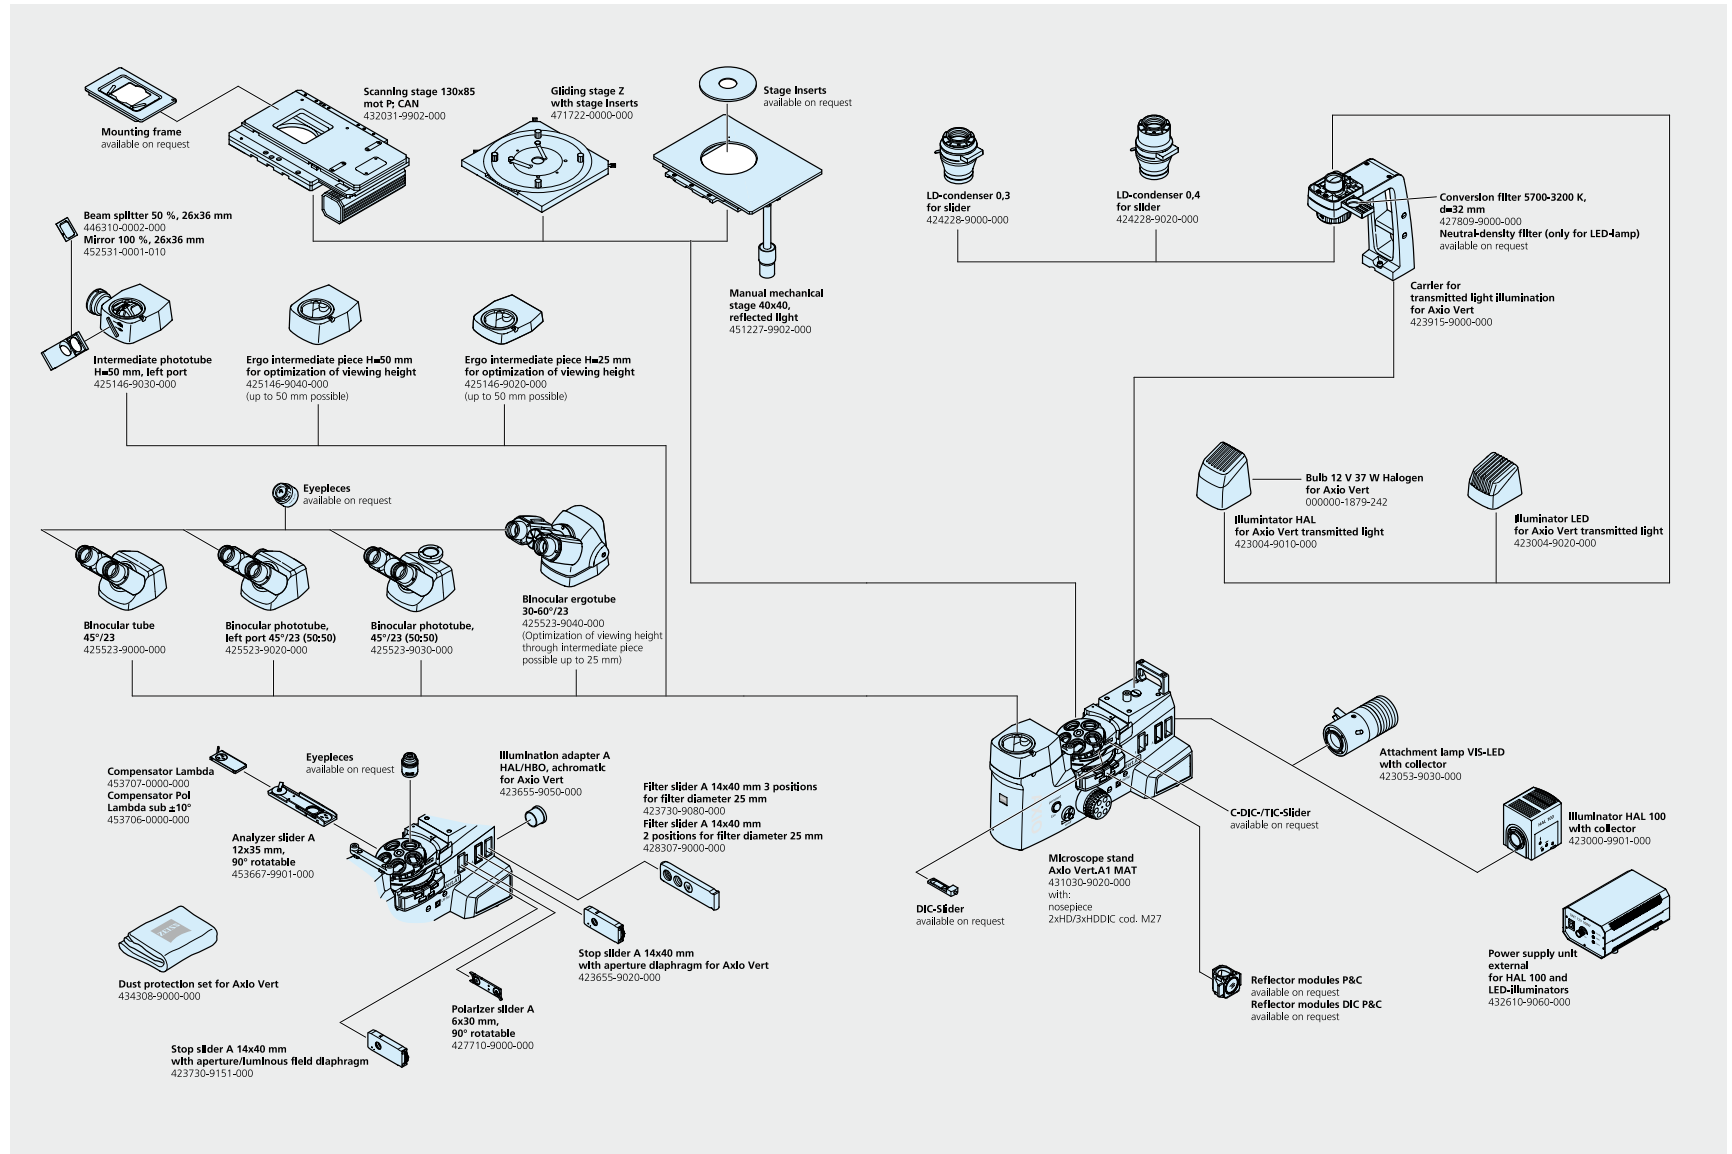 Mounting frame
available on request
Scanning stage 130x85
mot P; CAN
432031-9902-000
Gliding stage Z
with stage inserts
471722-0000-000
Stage inserts
available on request
Manual mechanical
stage 40x40,
reflected light
451227-9902-000
LD-condenser 0,3
for slider
424228-9000-000
LD-condenser 0,4
for slider
424228-9020-000
Conversion filter 5700-3200 K,
d=32 mm
427809-9000-000
Neutral-density filter (only for LED-lamp)
available on request
Carrier for
transmitted light illumination
for Axio Vert
423915-9000-000
Beam splitter 50 %, 26x36 mm
446310-0002-000
Mirror 100 %, 26x36 mm
452531-0001-010
Intermediate phototube
H=50 mm, left port
425146-9030-000
Ergo intermediate piece H=50 mm
for optimization of viewing height
425146-9040-000
(up to 50 mm possible)
Ergo intermediate piece H=25 mm
for optimization of viewing height
425146-9020-000
(up to 50 mm possible)
Bulb 12 V 37 W Halogen
for Axio Vert
000000-1879-242
Illumintator HAL
for Axio Vert transmitted light
423004-9010-000
Illuminator LED
for Axio Vert transmitted light
423004-9020-000
Eyepieces
available on request
Binocular tube
45°/23
425523-9000-000
Binocular phototube,
left port 45°/23 (50:50)
425523-9020-000
Binocular phototube,
45°/23 (50:50)
425523-9030-000
Binocular ergotube
30-60°/23
425523-9040-000
(Optimization of viewing height
through intermediate piece
possible up to 25 mm)
Compensator Lambda
453707-0000-000
Compensator Pol
Lambda sub ±10°
453706-0000-000
Analyzer slider A
12x35 mm,
90° rotatable
453667-9901-000
Eyepieces
available on request
Illumination adapter A
HAL/HBO, achromatic
for Axio Vert
423655-9050-000
Filter slider A 14x40 mm 3 positions
for filter diameter 25 mm
423730-9080-000
Filter slider A 14x40 mm
2 positions for filter diameter 25 mm
428307-9000-000
ZEISS
Dust protection set for Axio Vert
434308-9000-000
Stop slider A 14x40 mm
with aperture diaphragm for Axio Vert
423655-9020-000
Polarizer slider A
6x30 mm,
90° rotatable
427710-9000-000
Stop slider A 14x40 mm
with aperture/luminous field diaphragm
423730-9151-000
DIC-Slider
available on request
Microscope stand
Axio Vert.A1 MAT
431030-9020-000
with:
nosepiece
2xHD/3xHDDIC cod. M27
C-DIC-/TIC-Slider
available on request
Reflector modules P&C
available on request
Reflector modules DIC P&C
available on request
Attachment lamp VIS-LED
with collector
423053-9030-000
HAL 100
Illuminator HAL 100
with collector
423000-9901-000
Power supply unit
external
for HAL 100 and
LED-illuminators
432610-9060-000